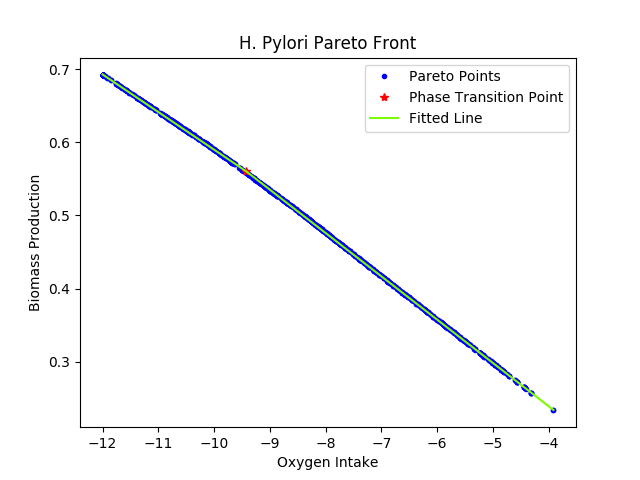 H. Pylori Pareto Front
Pareto Points
Phase Transition Point
Fitted Line
Biomass Production
0.7
0.6
0.5
0.4
0.3
−12 −11 −10 −9 −8 −7 −6 −5 −4
Oxygen Intake